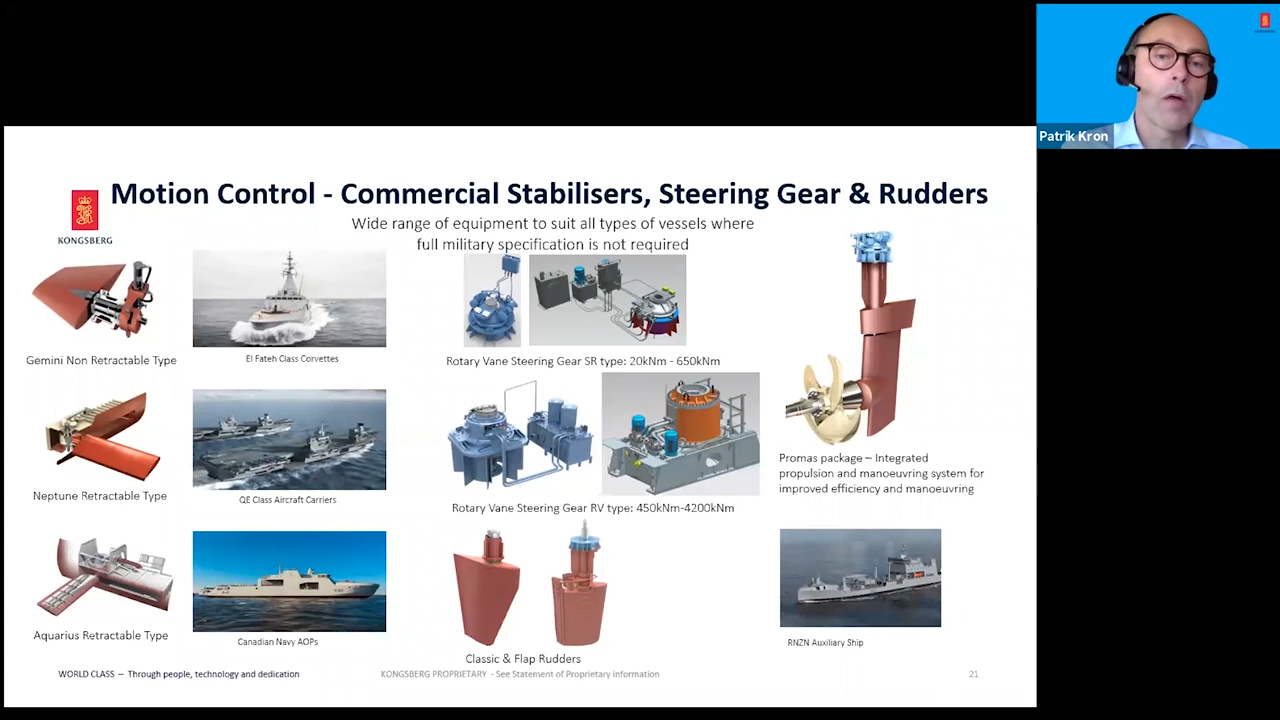 Patrik Kron
Motion Control - Commercial Stabilisers, Steering Gear & Rudders
KONGSBERG
Wide range of equipment to suit all types of vessels where
full military specification is not required
Gemini Non Retractable Type
El Fateh Class Corvettes
Rotary Vane Steering Gear SR type: 20kNm - 650kNm
Neptune Retractable Type
QE Class Aircraft Carriers
Rotary Vane Steering Gear RV type: 450kNm-4200kNm
Promas package – Integrated
propulsion and manoeuvring system for
improved efficiency and manoeuvring
Aquarius Retractable Type
Canadian Navy AOPs
Classic & Flap Rudders
RNZN Auxiliary Ship
WORLD CLASS – Through people, technology and dedication
KONGSBERG PROPRIETARY - See Statement of Proprietary information
21